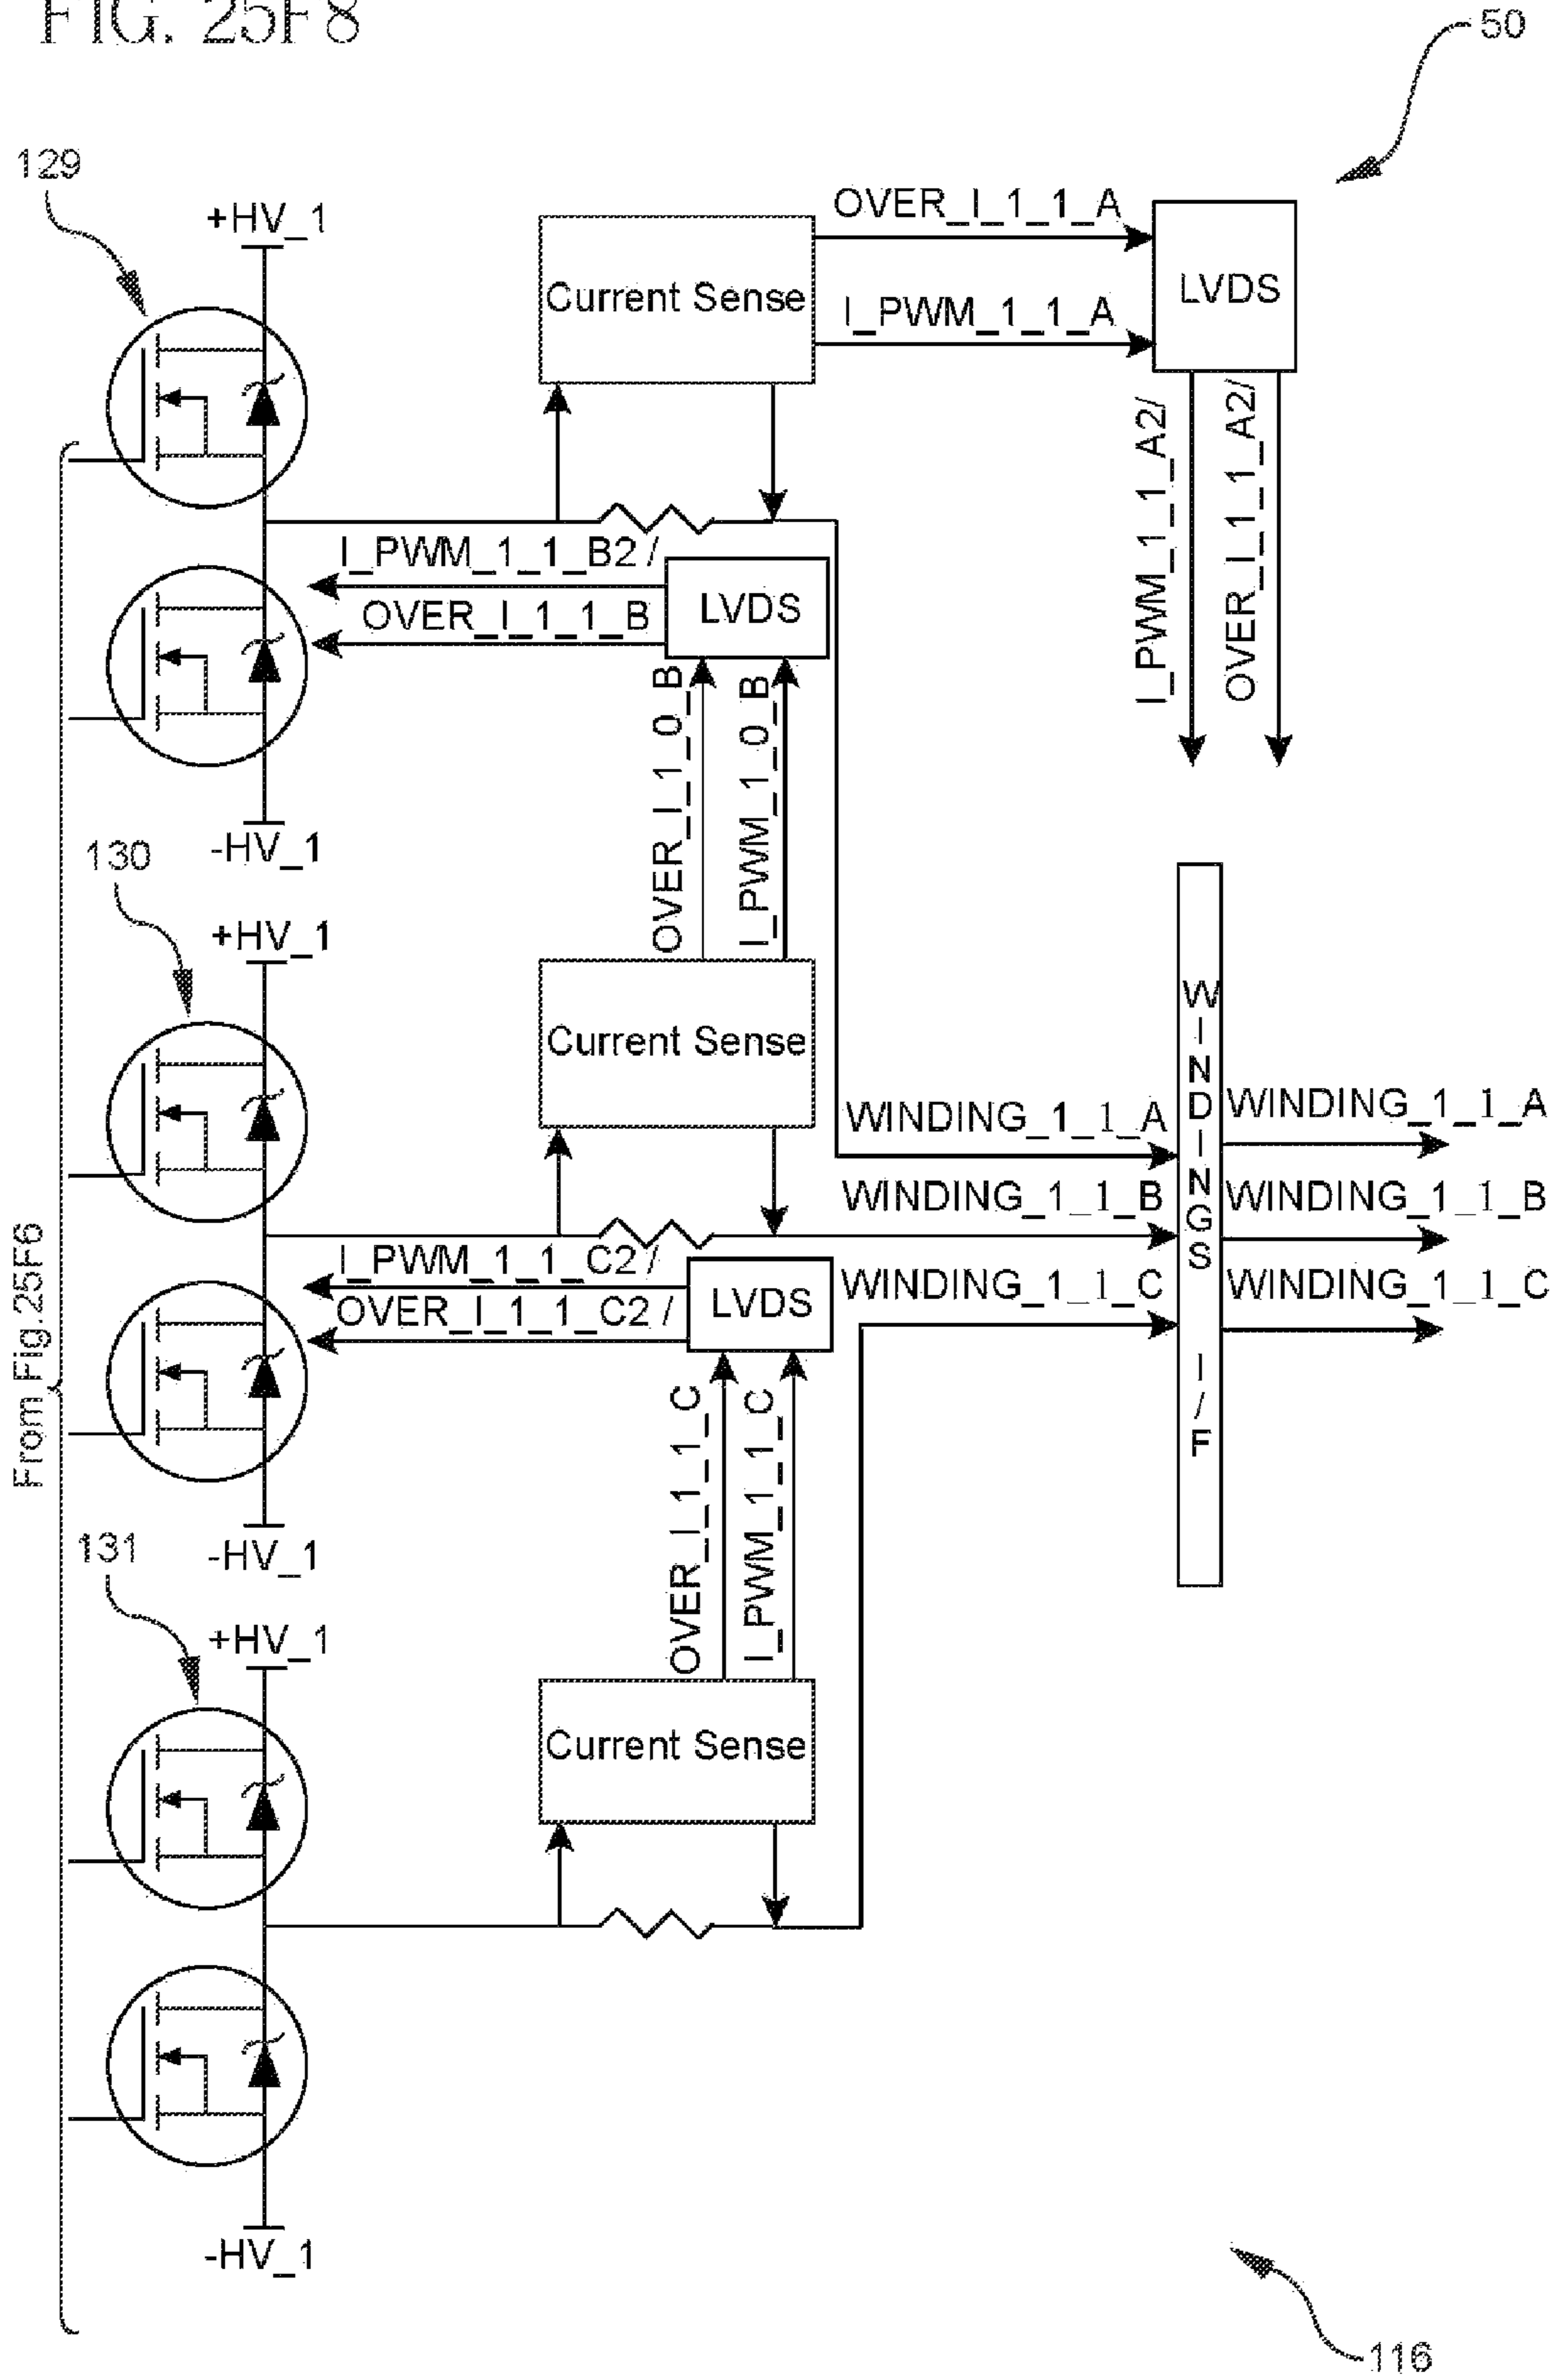 FIG. 25F8
50
129
+HV_1
OVER_I_1_1_A
Current Sense
I_PWM_1_1_A
LVDS
I_PWM_1_1_A2/
OVER_I_1_1_A2/
I_PWM_1_1_B2 /
OVER_I_1_1_B
LVDS
OVER_I_1_0_B
I_PWM_1_0_B
-HV_1
130
+HV_1
Current Sense
WINDINGS I/F
WINDING_1_1_A
WINDING_1_1_A
WINDING_1_1_B
WINDING_1_1_B
I_PWM_1_1_C2 /
OVER_I_1_1_C2 /
LVDS
WINDING_1_1_C
WINDING_1_1_C
From Fig.25F6
OVER_I_1_1_C
I_PWM_1_1_C
-HV_1
131
+HV_1
Current Sense
-HV_1
116